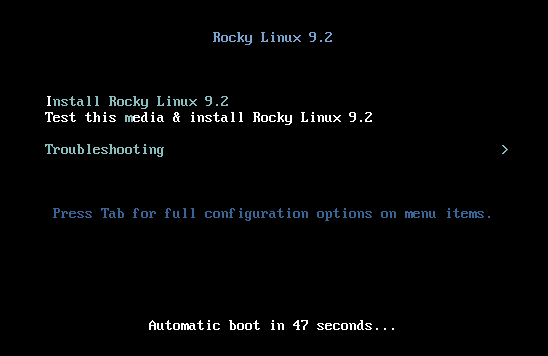 Rocky Linux 9.2
Install Rocky Linux 9.2
Test this media & install Rocky Linux 9.2
Troubleshooting >
Press Tab for full configuration options on menu items.
Automatic boot in 47 seconds...